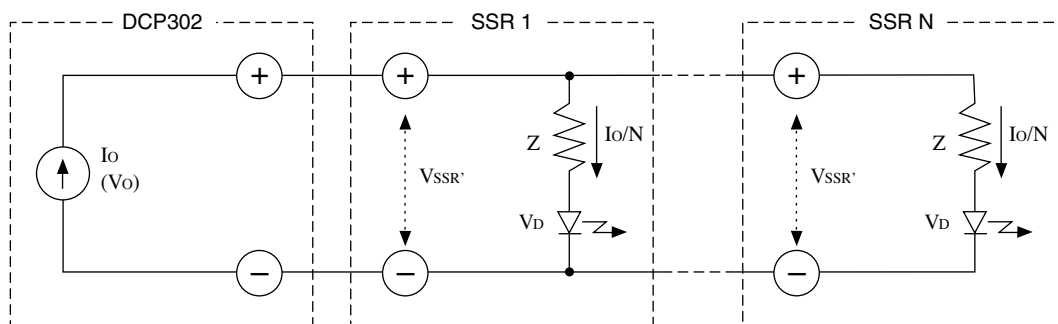 DCP302
SSR 1
SSR N
+
+
+
Io
(Vo)
Z
Io/N
Z
Io/N
VSSR'
VSSR'
VD
VD
−
−
−